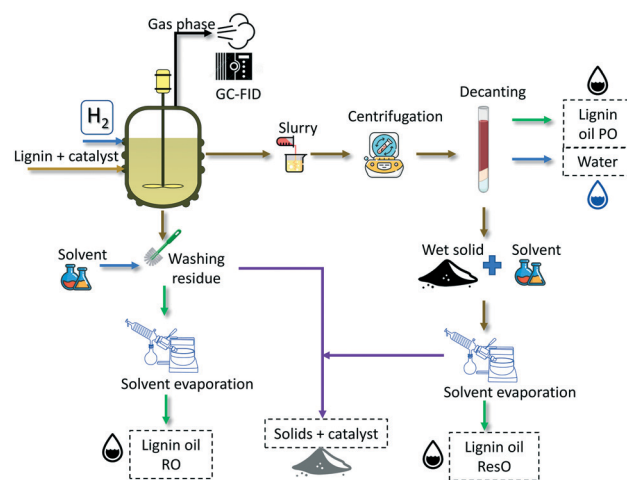 Gas phase
GC-FID
H2
Lignin + catalyst
Slurry
Centrifugation
Decanting
Lignin
oil PO
Water
Solvent
Washing
residue
Wet solid
Solvent
Solvent evaporation
Solvent evaporation
Lignin oil
RO
Solids + catalyst
Lignin oil
ResO